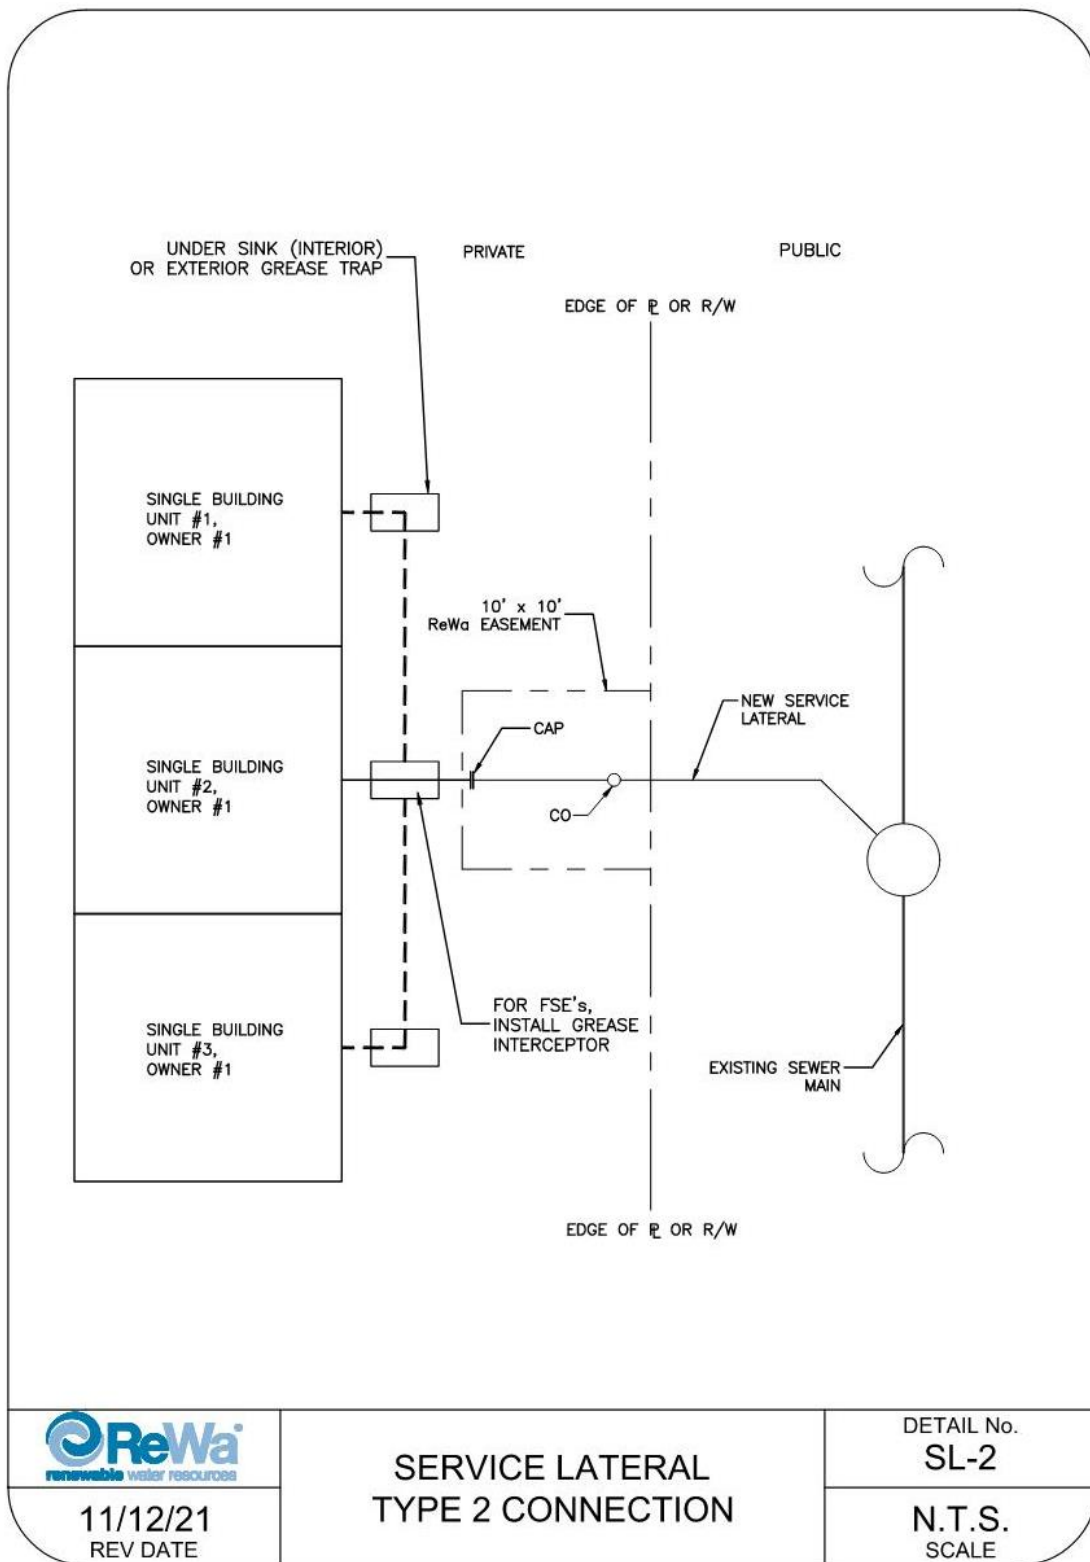 UNDER SINK (INTERIOR)
OR EXTERIOR GREASE TRAP
PRIVATE
PUBLIC
EDGE OF ⅊ OR R/W
SINGLE BUILDING
UNIT #1,
OWNER #1
10' x 10'
ReWa EASEMENT
NEW SERVICE
LATERAL
CAP
SINGLE BUILDING
UNIT #2,
OWNER #1
CO
FOR FSE's,
INSTALL GREASE
INTERCEPTOR
SINGLE BUILDING
UNIT #3,
OWNER #1
EXISTING SEWER
MAIN
EDGE OF ⅊ OR R/W
ReWa
renewable water resources
11/12/21
REV DATE
SERVICE LATERAL
TYPE 2 CONNECTION
DETAIL No.
SL-2
N.T.S.
SCALE